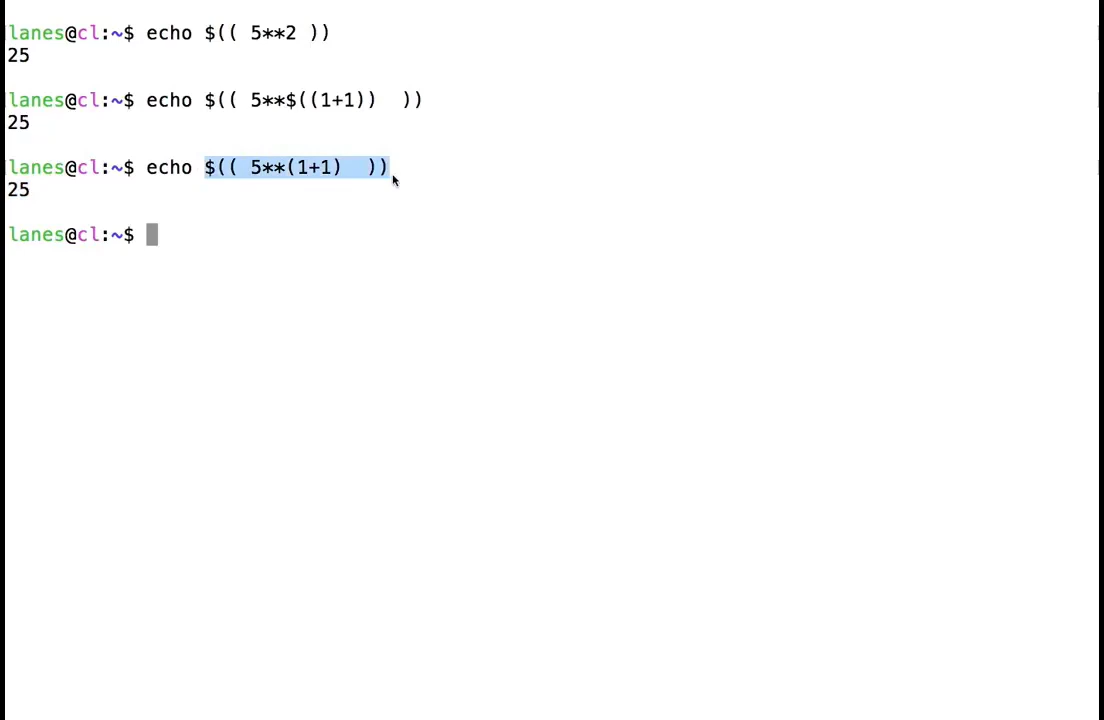 lanes@cl:~$ echo $(( 5**2 ))
25
lanes@cl:~$ echo $(( 5**$((1+1))  ))
25
lanes@cl:~$ echo $(( 5**(1+1)  ))
25
lanes@cl:~$